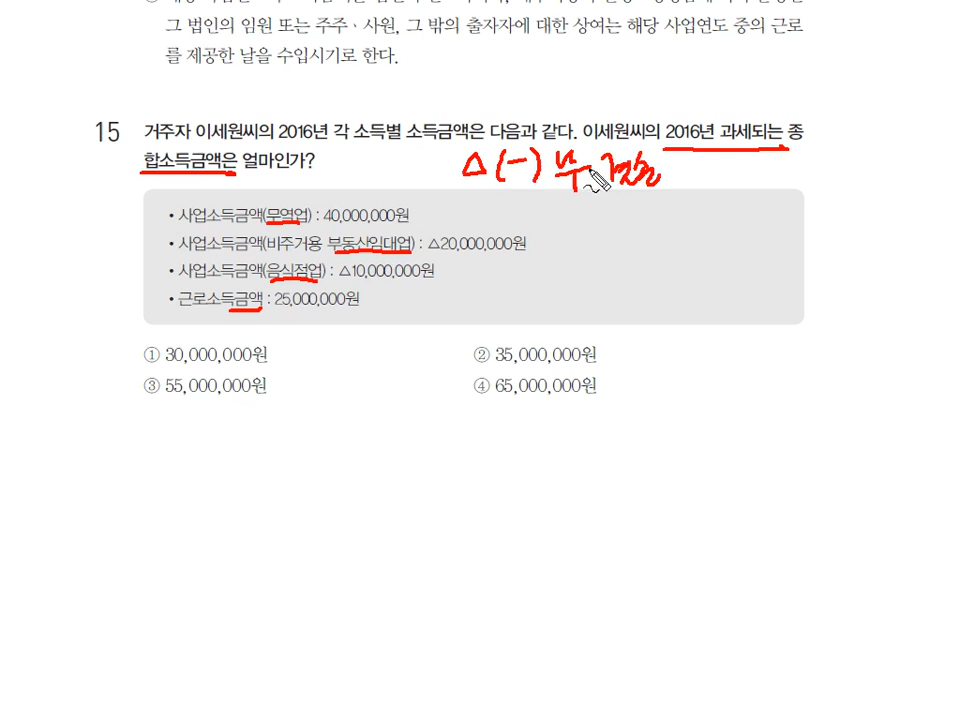 그 법인의 임원 또는 주주ㆍ사원, 그 밖의 출자자에 대한 상여는 해당 사업연도 중의 근로
를 제공한 날을 수입시기로 한다.
15 거주자 이세원씨의 2016년 각 소득별 소득금액은 다음과 같다. 이세원씨의 2016년 과세되는 종
합소득금액은 얼마인가?
△ (-)
• 사업소득금액(무역업) : 40,000,000원
• 사업소득금액(비주거용 부동산임대업) : △20,000,000원
• 사업소득금액(음식점업) : △10,000,000원
• 근로소득금액 : 25,000,000원
① 30,000,000원 ② 35,000,000원
③ 55,000,000원 ④ 65,000,000원